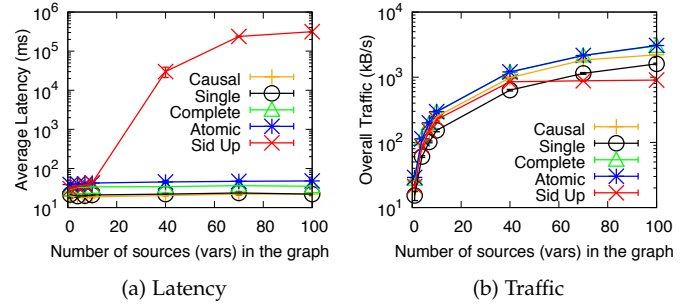 Average Latency (ms)
10^6
10^5
10^4
10^3
10^2
10^1
Causal
Single
Complete
Atomic
Sid Up
0 20 40 60 80 100
Number of sources (vars) in the graph
(a) Latency
Overall Traffic (kB/s)
10^4
10^3
10^2
10^1
Causal
Single
Complete
Atomic
Sid Up
0 20 40 60 80 100
Number of sources (vars) in the graph
(b) Traffic